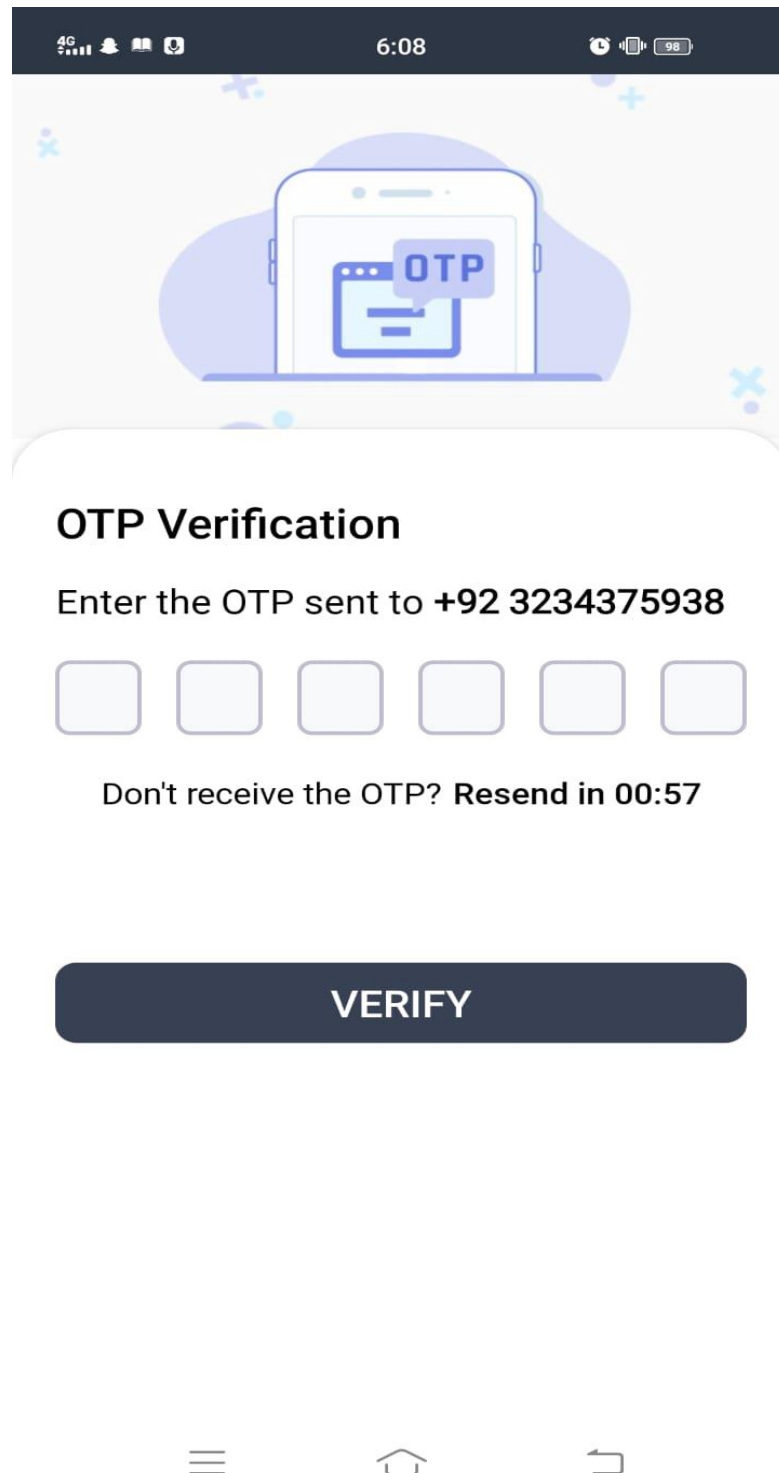 4G 6:08 98
OTP
OTP Verification
Enter the OTP sent to +92 3234375938
Don't receive the OTP? Resend in 00:57
VERIFY